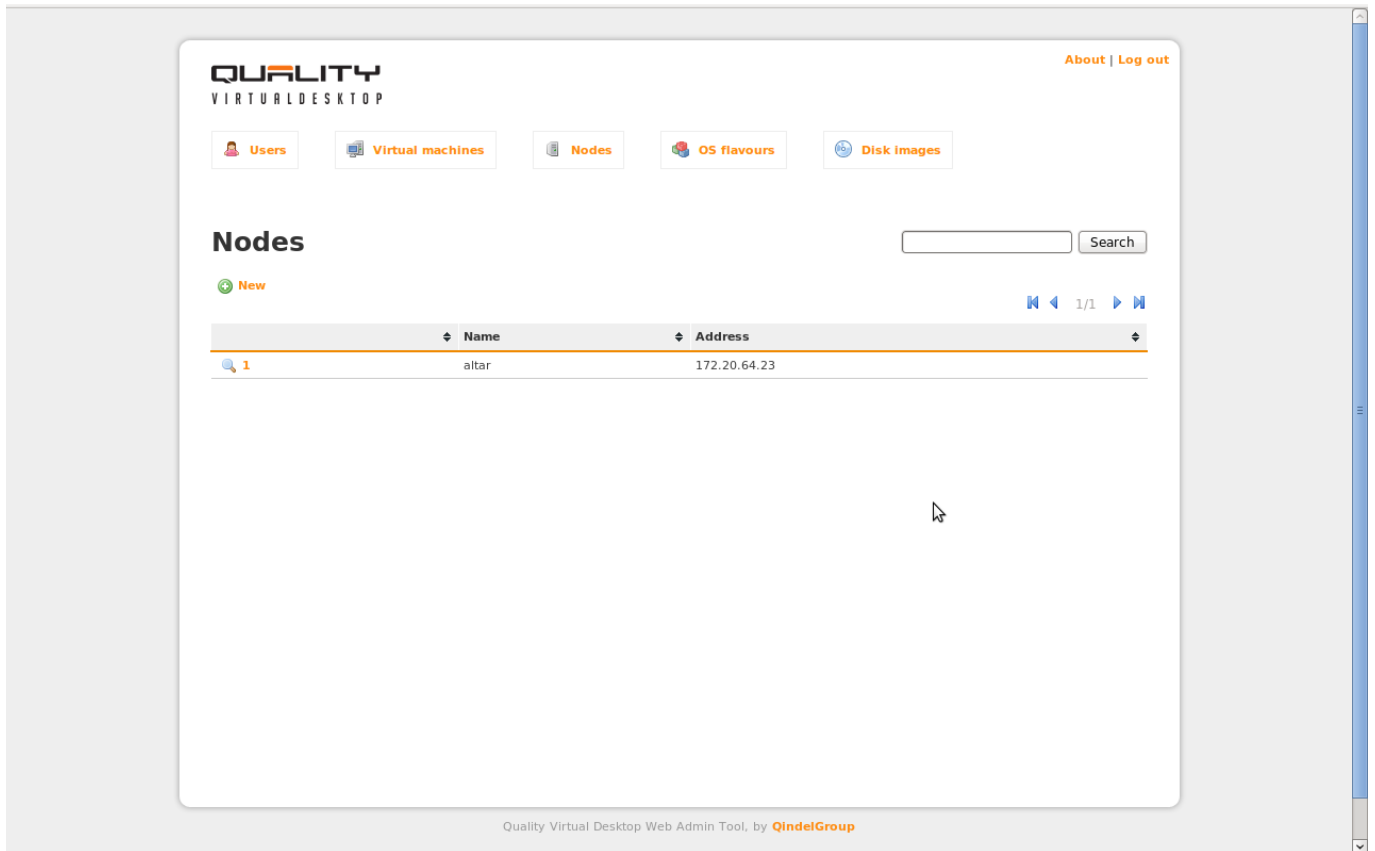 About | Log out
QUALITY
VIRTUALDESKTOP
Users Virtual machines Nodes OS flavours Disk images
Nodes Search
New
1/1
Name Address
1 altar 172.20.64.23
Quality Virtual Desktop Web Admin Tool, by QindelGroup